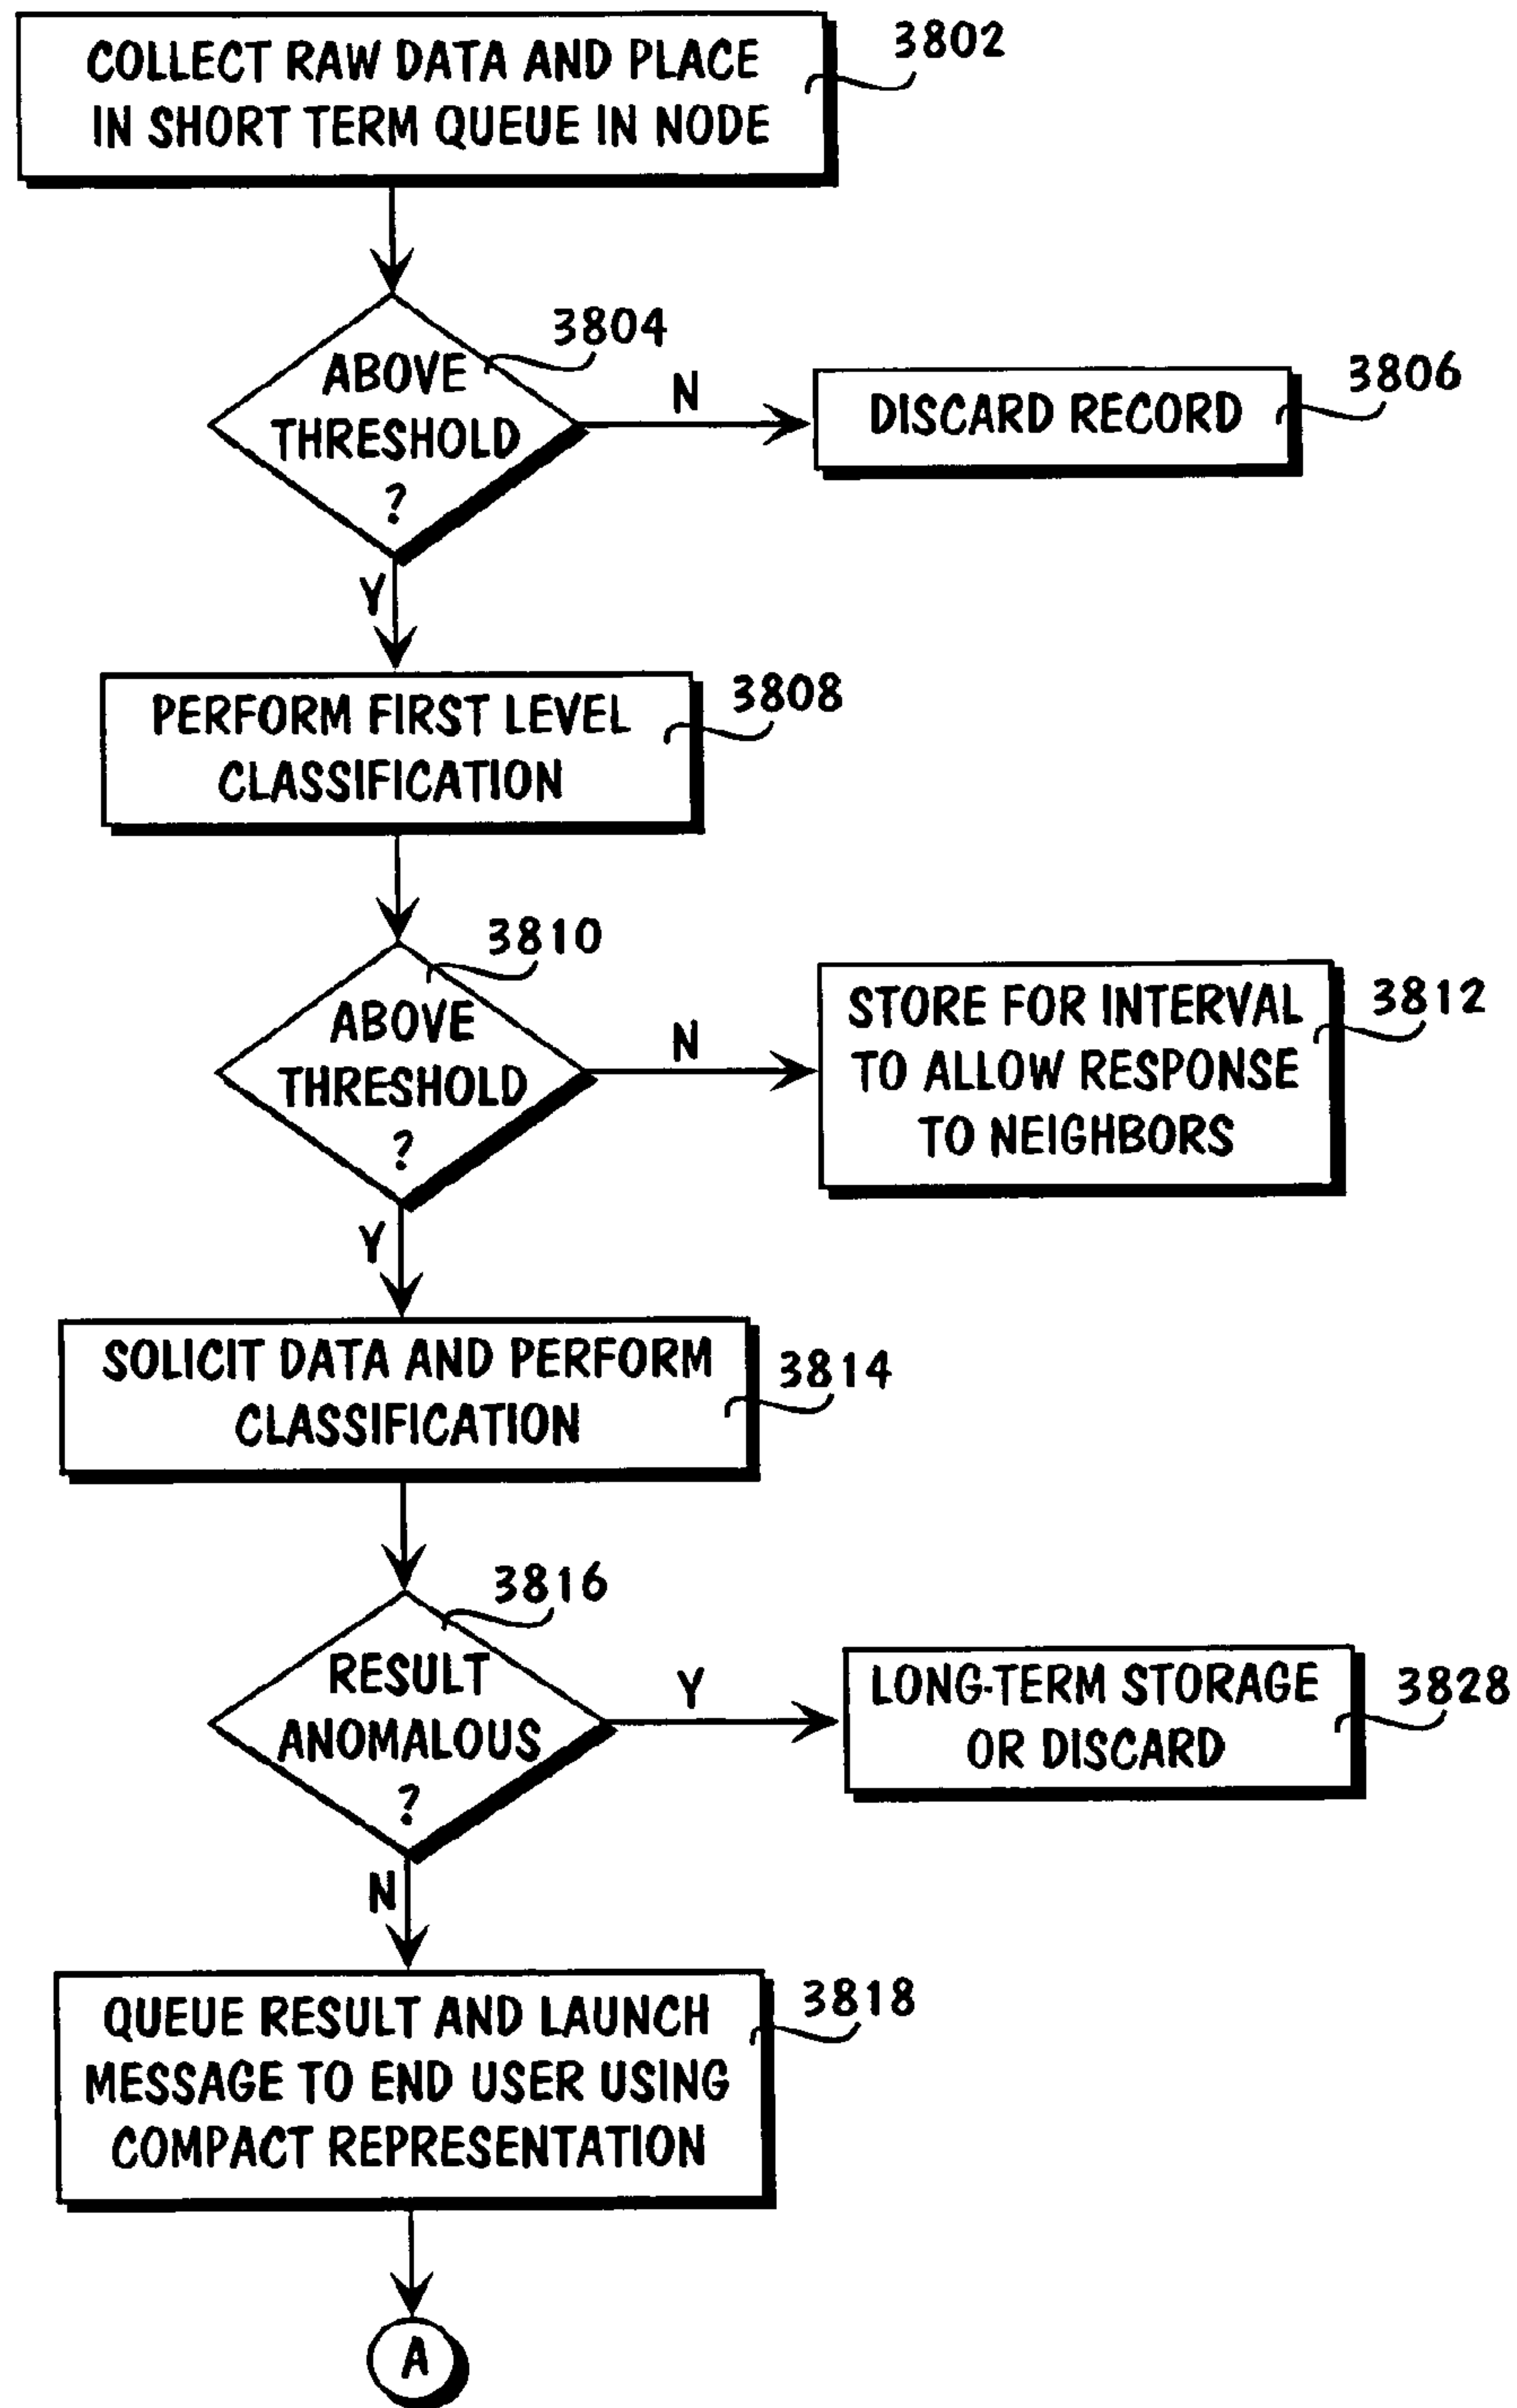 COLLECT RAW DATA AND PLACE
IN SHORT TERM QUEUE IN NODE
3802
ABOVE
THRESHOLD
?
3804
N
DISCARD RECORD
3806
Y
PERFORM FIRST LEVEL
CLASSIFICATION
3808
ABOVE
THRESHOLD
?
3810
N
STORE FOR INTERVAL
TO ALLOW RESPONSE
TO NEIGHBORS
3812
Y
SOLICIT DATA AND PERFORM
CLASSIFICATION
3814
RESULT
ANOMALOUS
?
3816
Y
LONG-TERM STORAGE
OR DISCARD
3828
N
QUEUE RESULT AND LAUNCH
MESSAGE TO END USER USING
COMPACT REPRESENTATION
3818
A